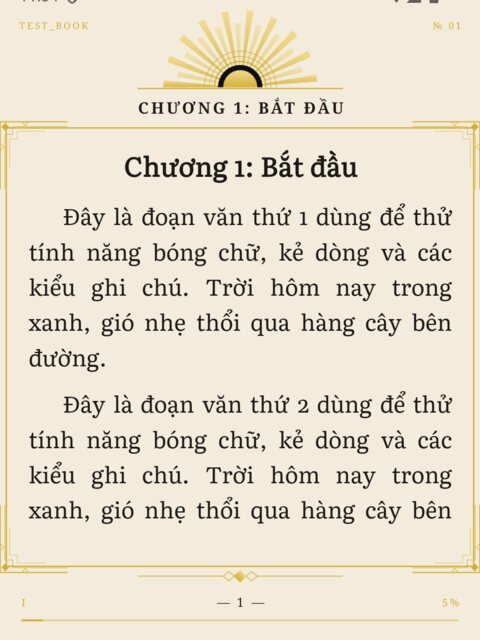 TEST_BOOK
№ 01
CHƯƠNG 1: BẮT ĐẦU
Chương 1: Bắt đầu
Đây là đoạn văn thứ 1 dùng để thử
tính năng bóng chữ, kẻ dòng và các
kiểu ghi chú. Trời hôm nay trong
xanh, gió nhẹ thổi qua hàng cây bên
đường.
Đây là đoạn văn thứ 2 dùng để thử
tính năng bóng chữ, kẻ dòng và các
kiểu ghi chú. Trời hôm nay trong
xanh, gió nhẹ thổi qua hàng cây bên
I
— 1 —
5%